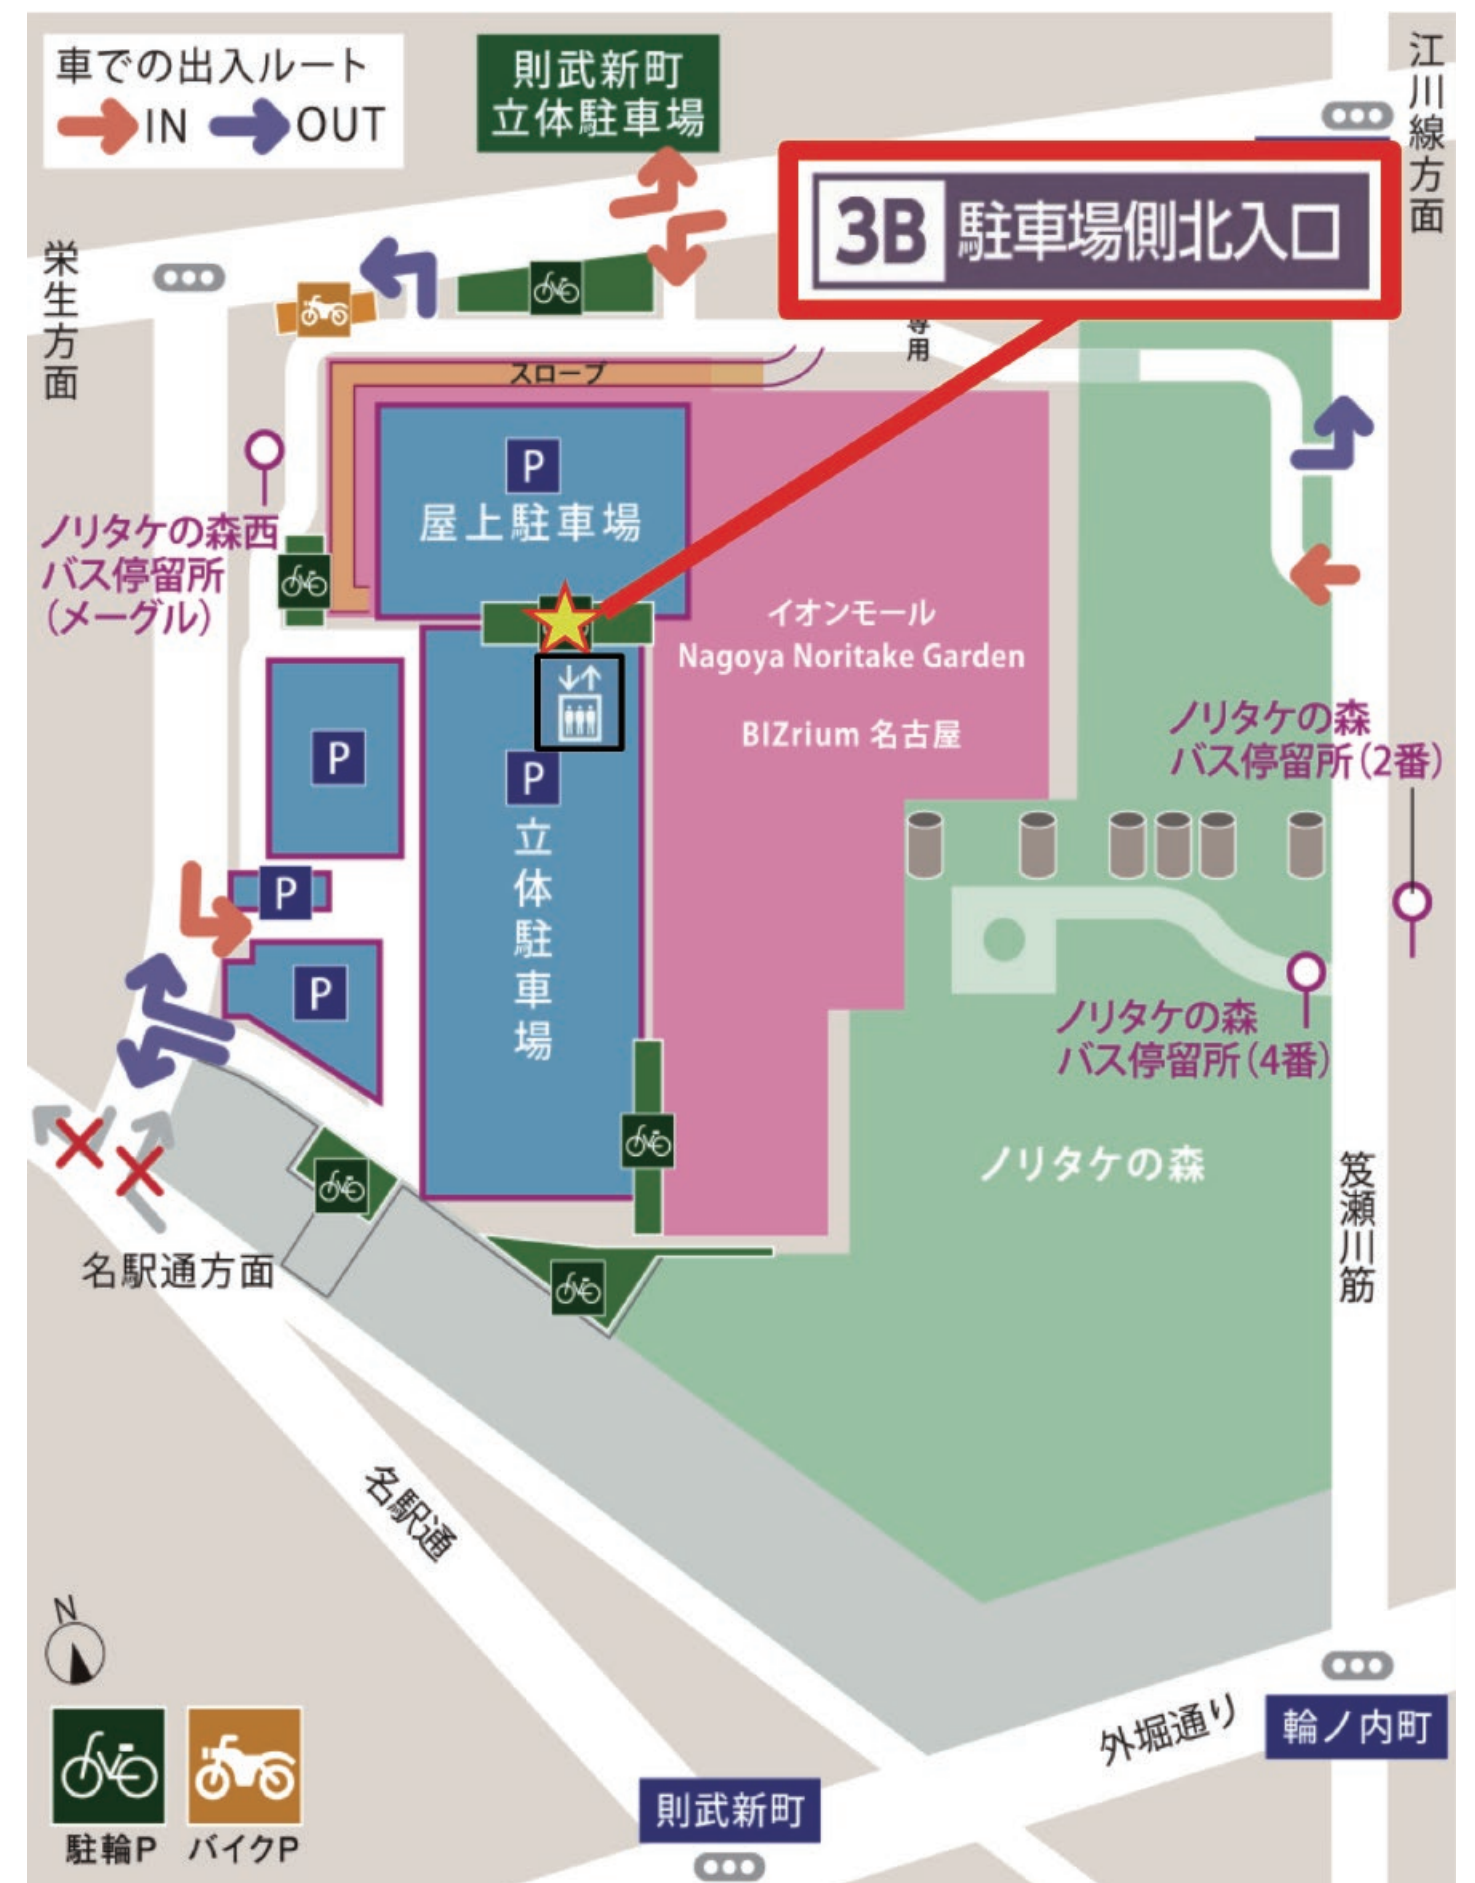 車での出入ルート
IN OUT
則武新町
立体駐車場
江川線方面
3B 駐車場側北入口
栄生方面
専用
スロープ
P
屋上駐車場
ノリタケの森西
バス停留所
(メーグル)
イオンモール
Nagoya Noritake Garden
BIZrium 名古屋
P
P
立体駐車場
P
P
ノリタケの森
バス停留所(2番)
ノリタケの森
バス停留所(4番)
ノリタケの森
笈瀬川筋
名駅通方面
名駅通
N
外堀通り
輪ノ内町
則武新町
駐輪P
バイクP